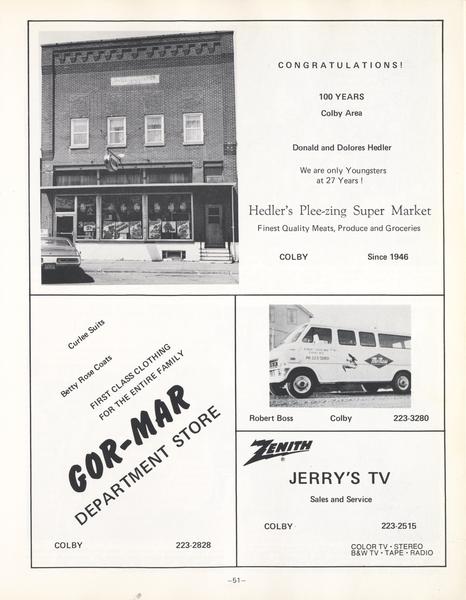 CONGRATULATIONS!
100 YEARS
Colby Area
Donald and Dolores Hedler
We are only Youngsters
at 27 Years !
Hedler's Plee-zing Super Market
Finest Quality Meats, Produce and Groceries
COLBY Since 1946
Curlee Suits
Betty Rose Coats
FIRST CLASS CLOTHING
FOR THE ENTIRE FAMILY
GOR-MAR
DEPARTMENT STORE
COLBY 223-2828
Robert Boss Colby 223-3280
ZENITH
®
JERRY'S TV
Sales and Service
COLBY 223-2515
COLOR TV • STEREO
B&W TV • TAPE • RADIO
–51–